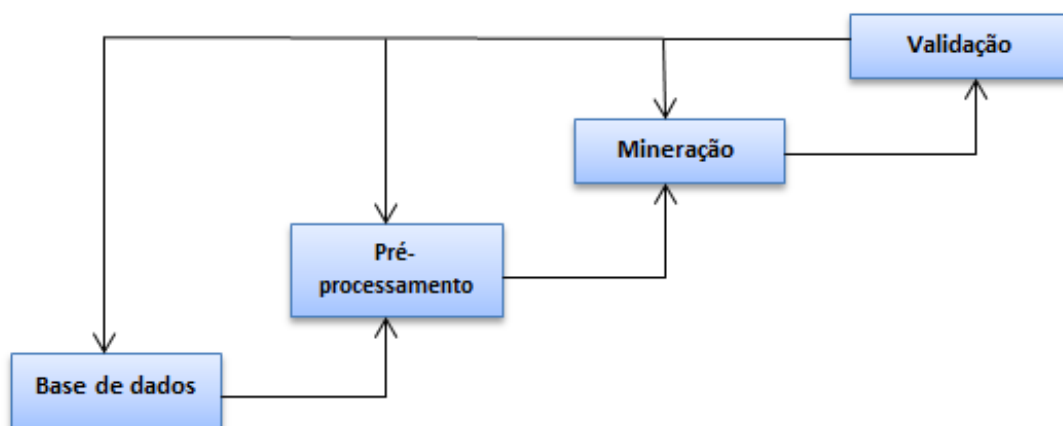 Validação
Mineração
Pré-
processamento
Base de dados